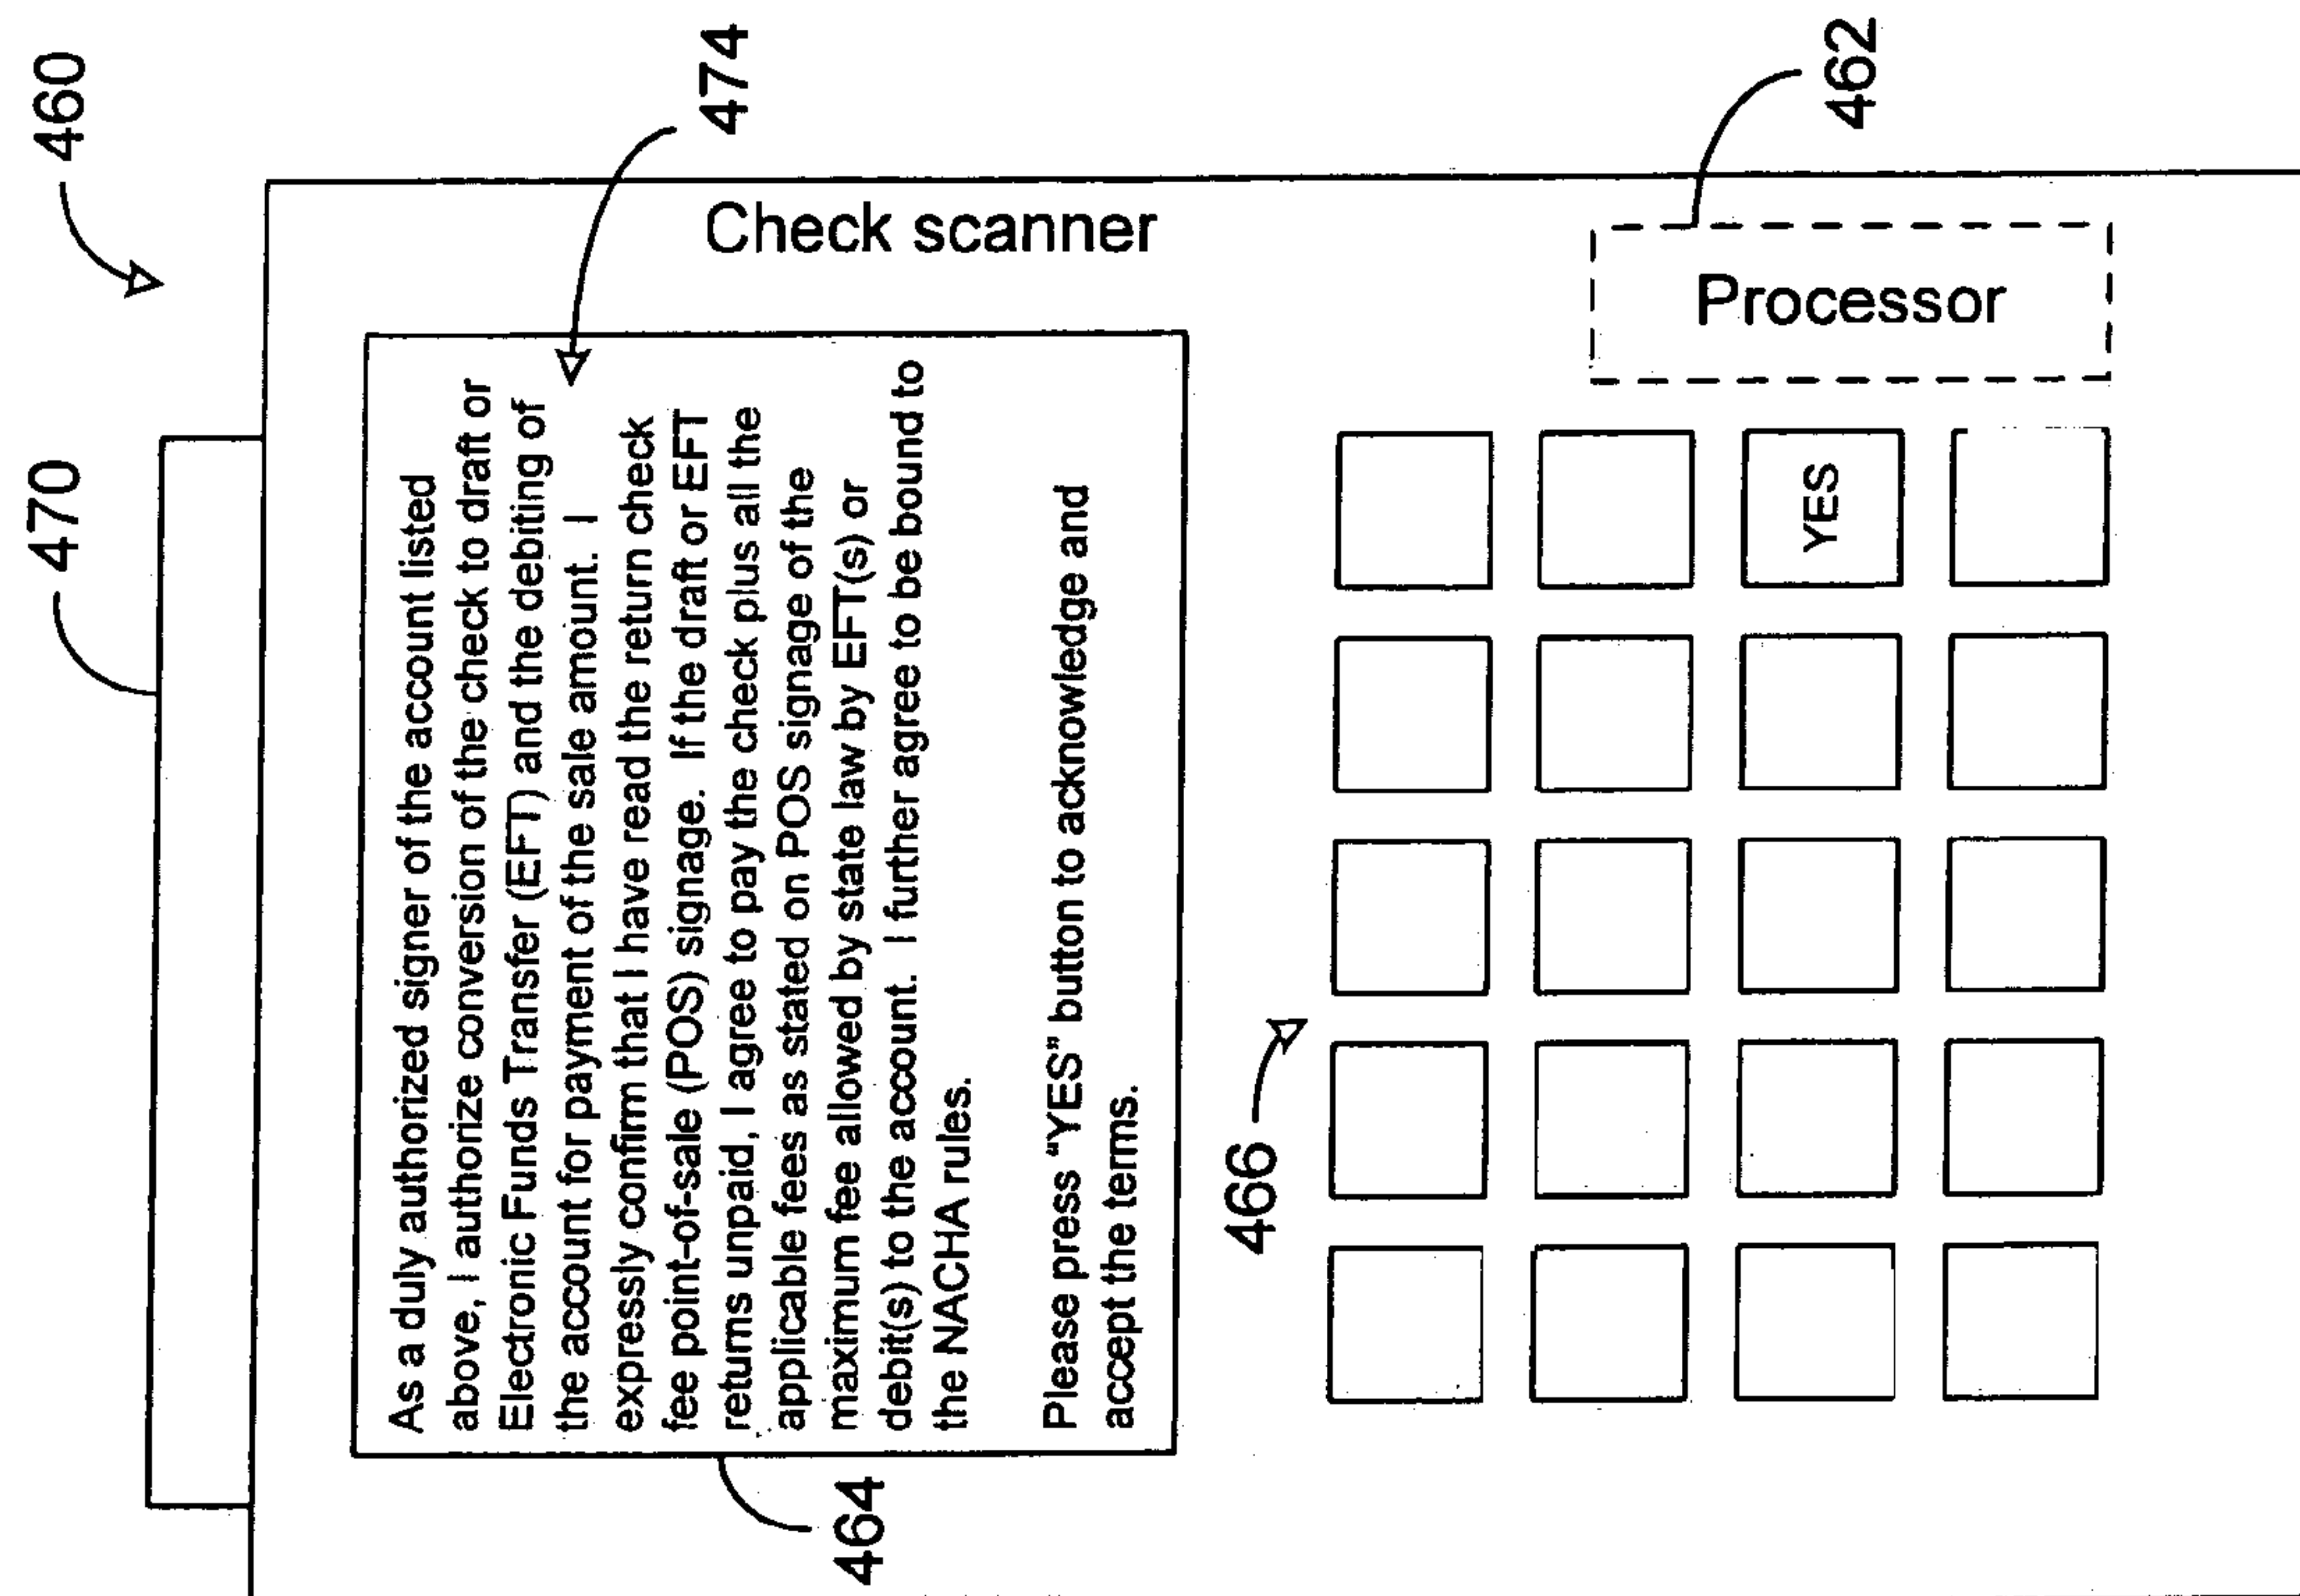 460
470
474
Check scanner
As a duly authorized signer of the account listed
above, I authorize conversion of the check to draft or
Electronic Funds Transfer (EFT) and the debiting of
the account for payment of the sale amount. I
expressly confirm that I have read the return check
fee point-of-sale (POS) signage. If the draft or EFT
returns unpaid, I agree to pay the check plus all the
applicable fees as stated on POS signage of the
maximum fee allowed by state law by EFT(s) or
debit(s) to the account. I further agree to be bound to
the NACHA rules.
Please press "YES" button to acknowledge and
accept the terms.
464
466
YES
Processor
462